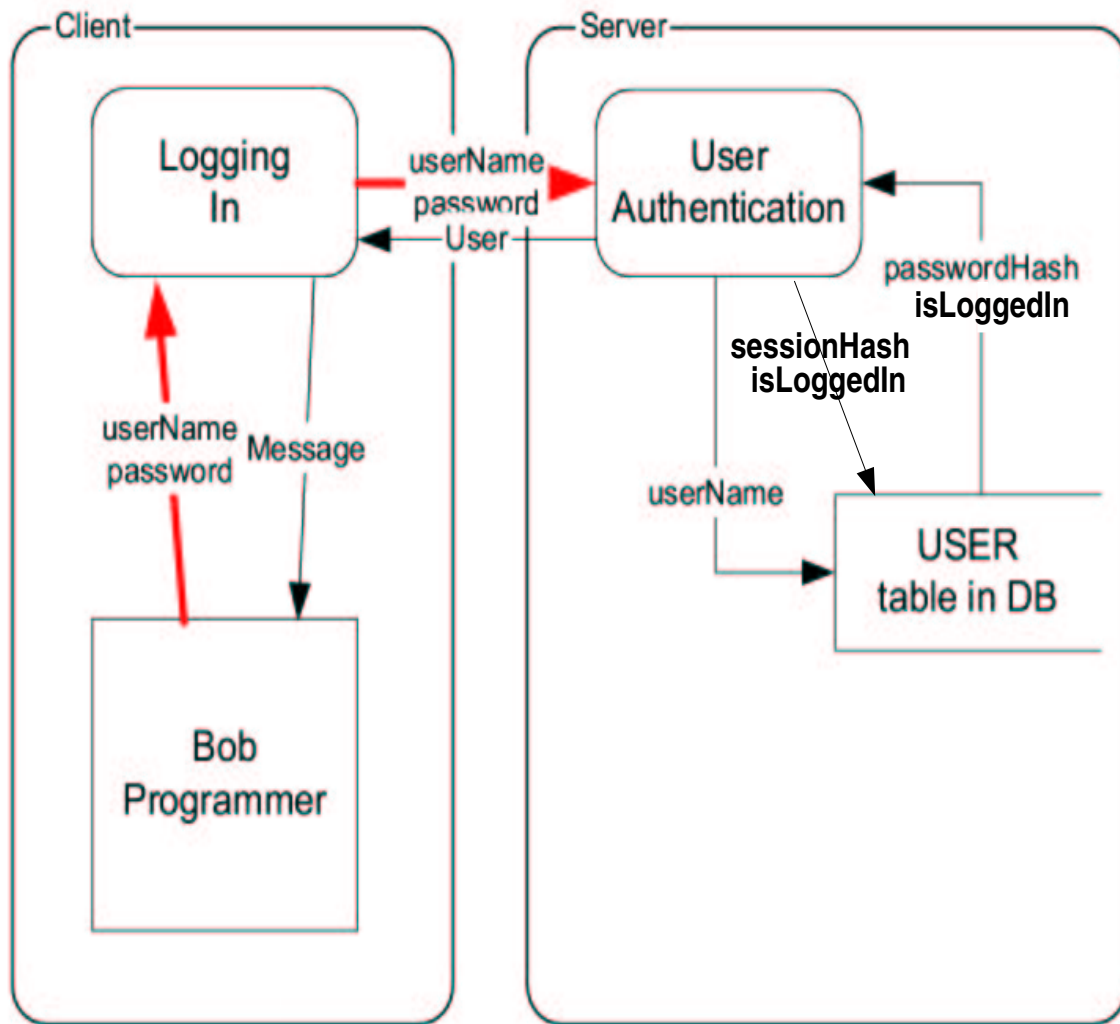 Client
Server
Logging
In
userName
password
User
User
Authentication
passwordHash
isLoggedIn
sessionHash
isLoggedIn
userName
password
Message
userName
USER
table in DB
Bob
Programmer